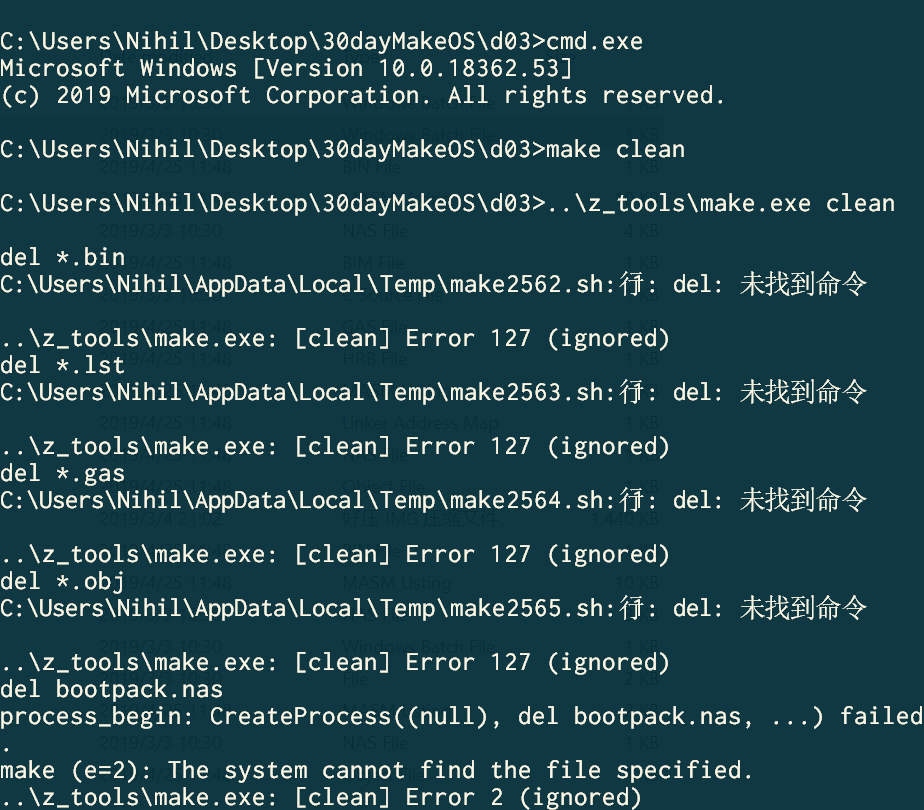 C:\Users\Nihil\Desktop\30dayMakeOS\d03>cmd.exe
Microsoft Windows [Version 10.0.18362.53]
(c) 2019 Microsoft Corporation. All rights reserved.
C:\Users\Nihil\Desktop\30dayMakeOS\d03>make clean
C:\Users\Nihil\Desktop\30dayMakeOS\d03>..\z_tools\make.exe clean
del *.bin
C:\Users\Nihil\AppData\Local\Temp\make2562.sh:行: del: 未找到命令
..\z_tools\make.exe: [clean] Error 127 (ignored)
del *.lst
C:\Users\Nihil\AppData\Local\Temp\make2563.sh:行: del: 未找到命令
..\z_tools\make.exe: [clean] Error 127 (ignored)
del *.gas
C:\Users\Nihil\AppData\Local\Temp\make2564.sh:行: del: 未找到命令
..\z_tools\make.exe: [clean] Error 127 (ignored)
del *.obj
C:\Users\Nihil\AppData\Local\Temp\make2565.sh:行: del: 未找到命令
..\z_tools\make.exe: [clean] Error 127 (ignored)
del bootpack.nas
process_begin: CreateProcess((null), del bootpack.nas, ...) failed
.
make (e=2): The system cannot find the file specified.
..\z_tools\make.exe: [clean] Error 2 (ignored)